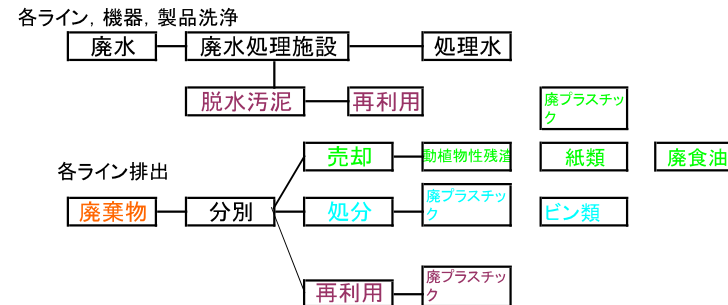 各ライン，機器，製品洗浄
廃水 廃水処理施設 処理水
脱水汚泥 再利用
廃プラスチッ
ク
売却 動植物性残渣 紙類 廃食油
各ライン排出
廃棄物 分別 処分 廃プラスチッ
ク
ビン類
再利用 廃プラスチッ
ク